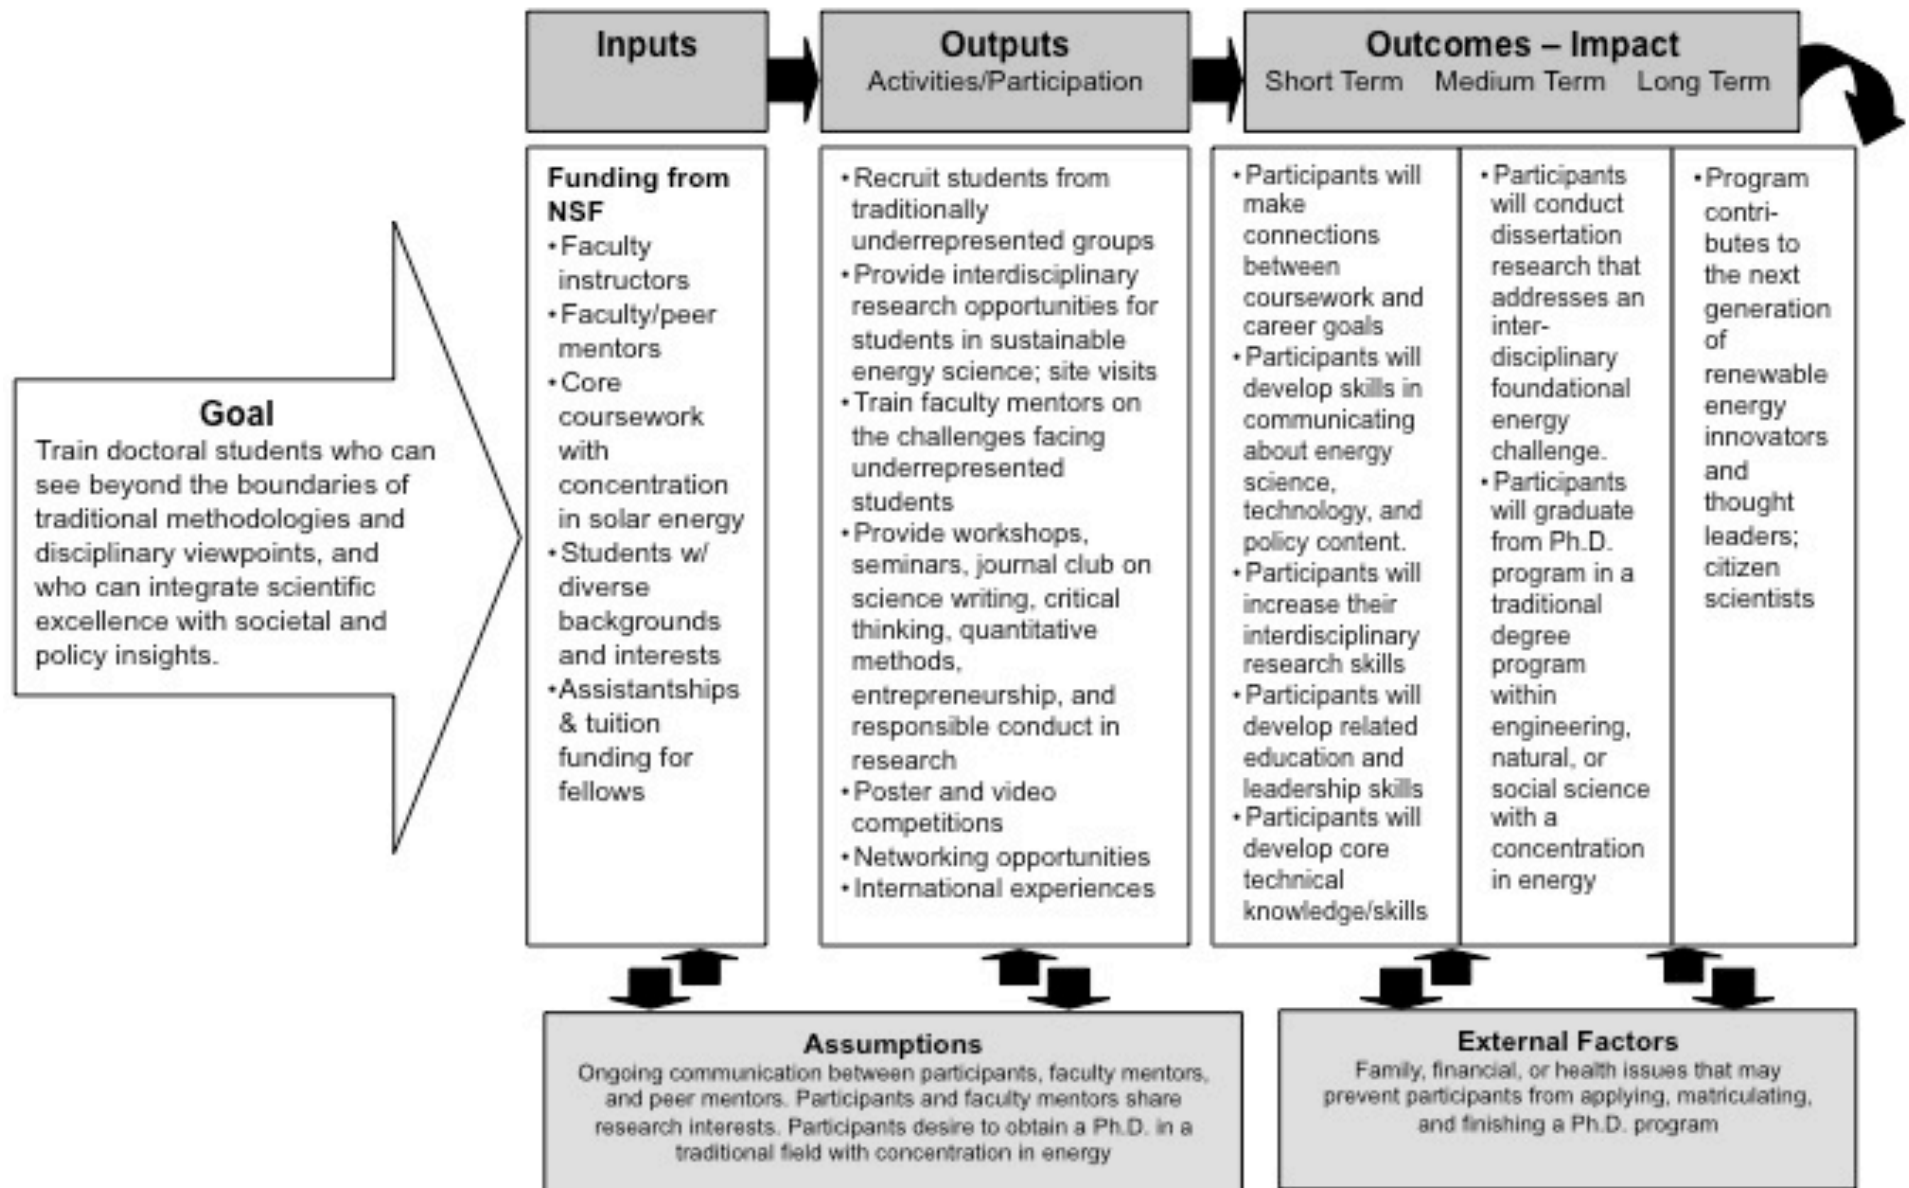 Inputs
Outputs
Activities/Participation
Outcomes – Impact
Short Term Medium Term Long Term
Goal
Train doctoral students who can
see beyond the boundaries of
traditional methodologies and
disciplinary viewpoints, and
who can integrate scientific
excellence with societal and
policy insights.
Funding from
NSF
•Faculty
instructors
•Faculty/peer
mentors
•Core
coursework
with
concentration
in solar energy
•Students w/
diverse
backgrounds
and interests
•Assistantships
& tuition
funding for
fellows
•Recruit students from
traditionally
underrepresented groups
•Provide interdisciplinary
research opportunities for
students in sustainable
energy science; site visits
•Train faculty mentors on
the challenges facing
underrepresented
students
•Provide workshops,
seminars, journal club on
science writing, critical
thinking, quantitative
methods,
entrepreneurship, and
responsible conduct in
research
•Poster and video
competitions
•Networking opportunities
•International experiences
•Participants will
make
connections
between
coursework and
career goals
•Participants will
develop skills in
communicating
about energy
science,
technology, and
policy content.
•Participants will
increase their
interdisciplinary
research skills
•Participants will
develop related
education and
leadership skills
•Participants will
develop core
technical
knowledge/skills
•Participants
will conduct
dissertation
research that
addresses an
inter-
disciplinary
foundational
energy
challenge.
•Participants
will graduate
from Ph.D.
program in a
traditional
degree
program
within
engineering,
natural, or
social science
with a
concentration
in energy
•Program
contri-
butes to
the next
generation
of
renewable
energy
innovators
and
thought
leaders;
citizen
scientists
Assumptions
Ongoing communication between participants, faculty mentors,
and peer mentors. Participants and faculty mentors share
research interests. Participants desire to obtain a Ph.D. in a
traditional field with concentration in energy
External Factors
Family, financial, or health issues that may
prevent participants from applying, matriculating,
and finishing a Ph.D. program